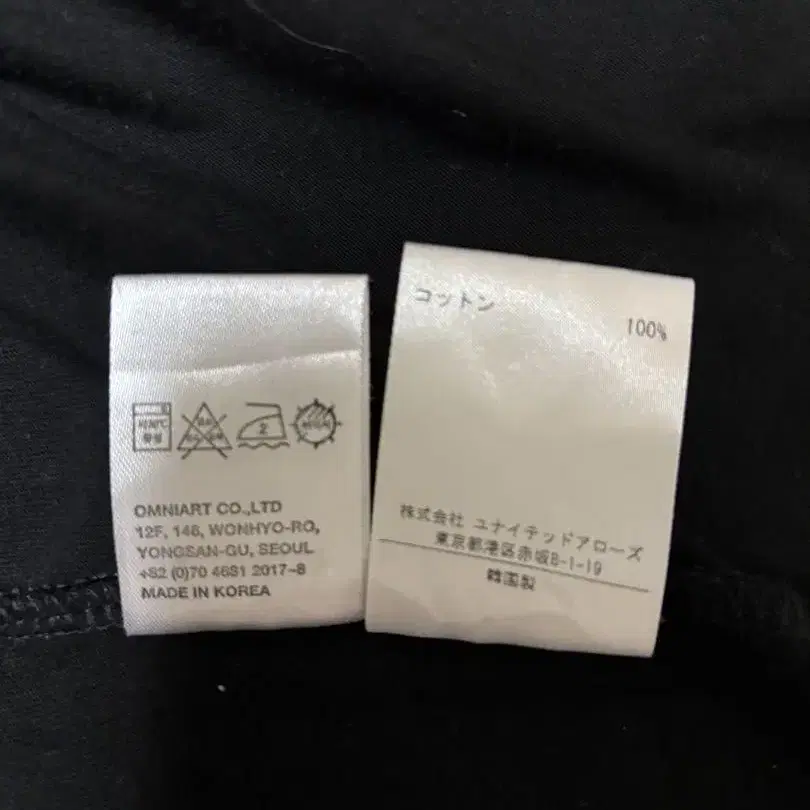 2
OMNIART CO.,LTD
12F, 146, WONHYO-RO,
YONGSAN-GU, SEOUL
+82 (0)70 4681 2017~8
MADE IN KOREA
コットン
100%
株式会社 ユナイテッドアローズ
東京都港区赤坂8-1-19
韓国製